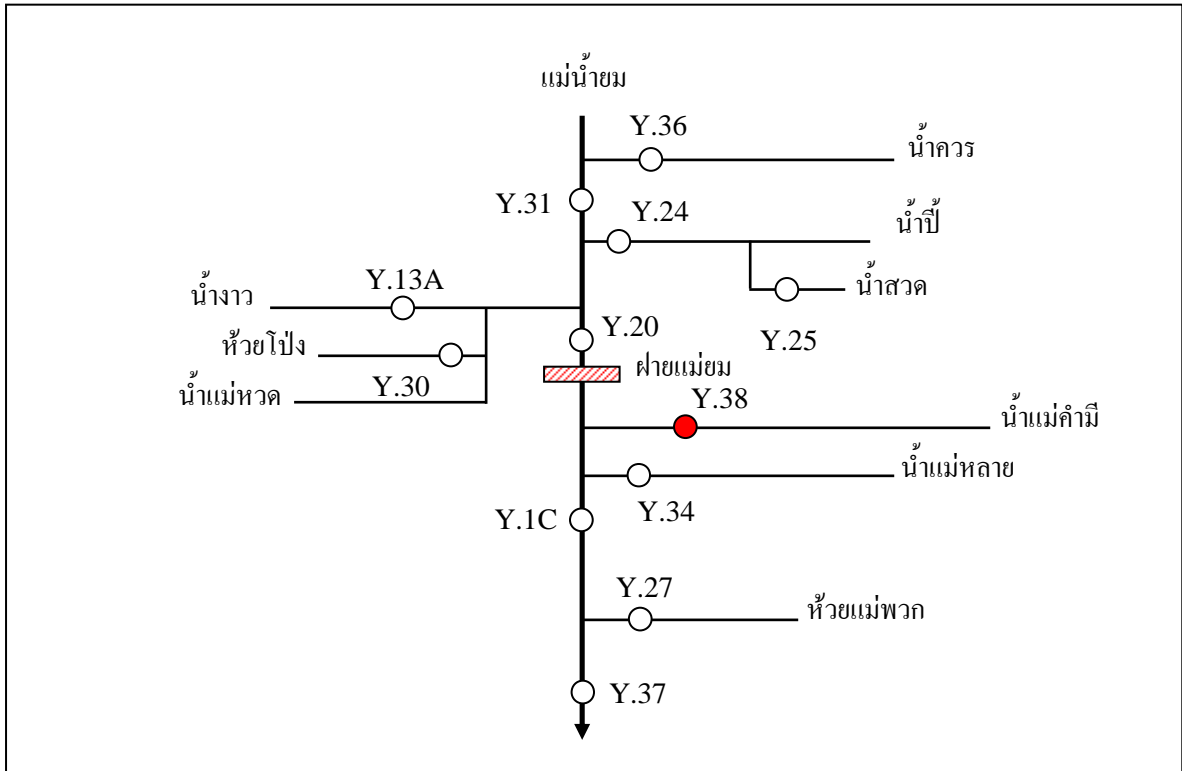 แม่น้ำยม
Y.36
น้ำควร
Y.31
Y.24
น้ำปี้
น้ำงาว
Y.13A
น้ำสวด
Y.20
Y.25
ห้วยโป่ง
ฝายแม่ยม
Y.30
น้ำแม่หวด
Y.38
น้ำแม่คำมี
น้ำแม่หลาย
Y.34
Y.1C
Y.27
ห้วยแม่พวก
Y.37